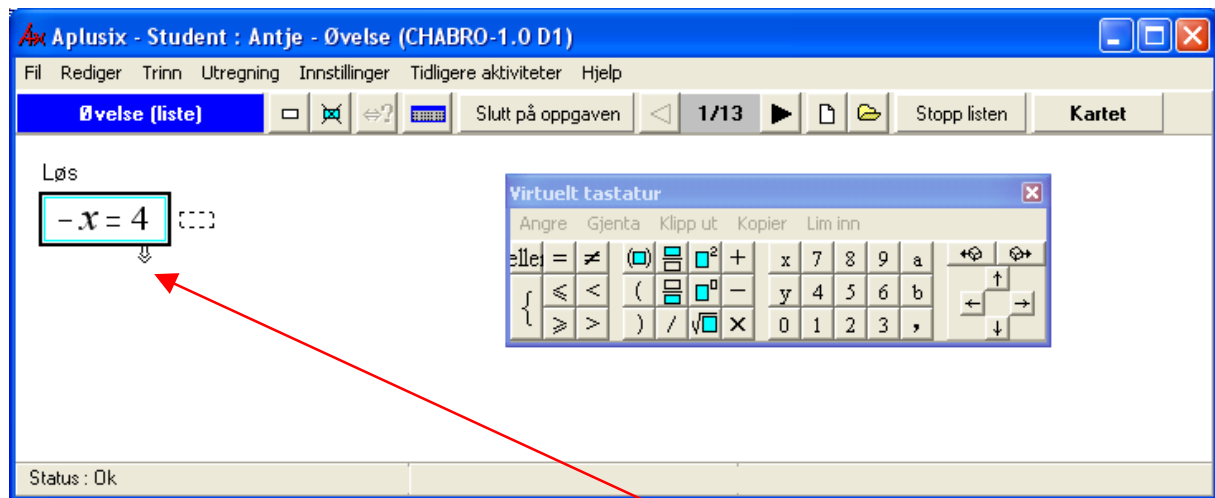 Aplusix - Student : Antje - Øvelse (CHABRO-1.0 D1)
Fil Rediger Trinn Utregning Innstillinger Tidligere aktiviteter Hjelp
Øvelse (liste) ⇔? Slutt på oppgaven 1/13 Stopp listen Kartet
Løs
-x = 4
Virtuelt tastatur
Angre Gjenta Klipp ut Kopier Lim inn
eller = ≠ (□) □² + x 7 8 9 a
{ ⩽ < ( □□ − y 4 5 6 b ← ↑ →
⩾ > ) / √□ × 0 1 2 3 , ↓
Status : Ok